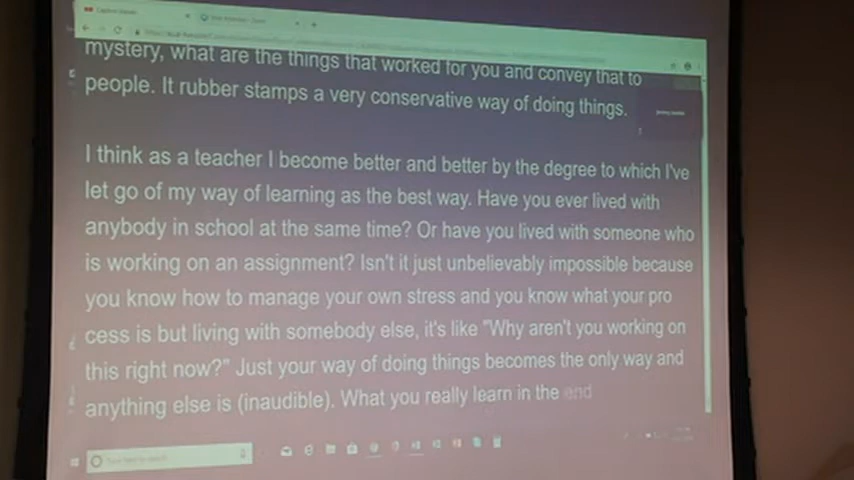 mystery, what are the things that worked for you and convey that to
people. It rubber stamps a very conservative way of doing things.
I think as a teacher I become better and better by the degree to which I've
let go of my way of learning as the best way. Have you ever lived with
anybody in school at the same time? Or have you lived with someone who
is working on an assignment? Isn't it just unbelievably impossible because
you know how to manage your own stress and you know what your pro
cess is but living with somebody else, it's like "Why aren't you working on
this right now?" Just your way of doing things becomes the only way and
anything else is (inaudible). What you really learn in the end